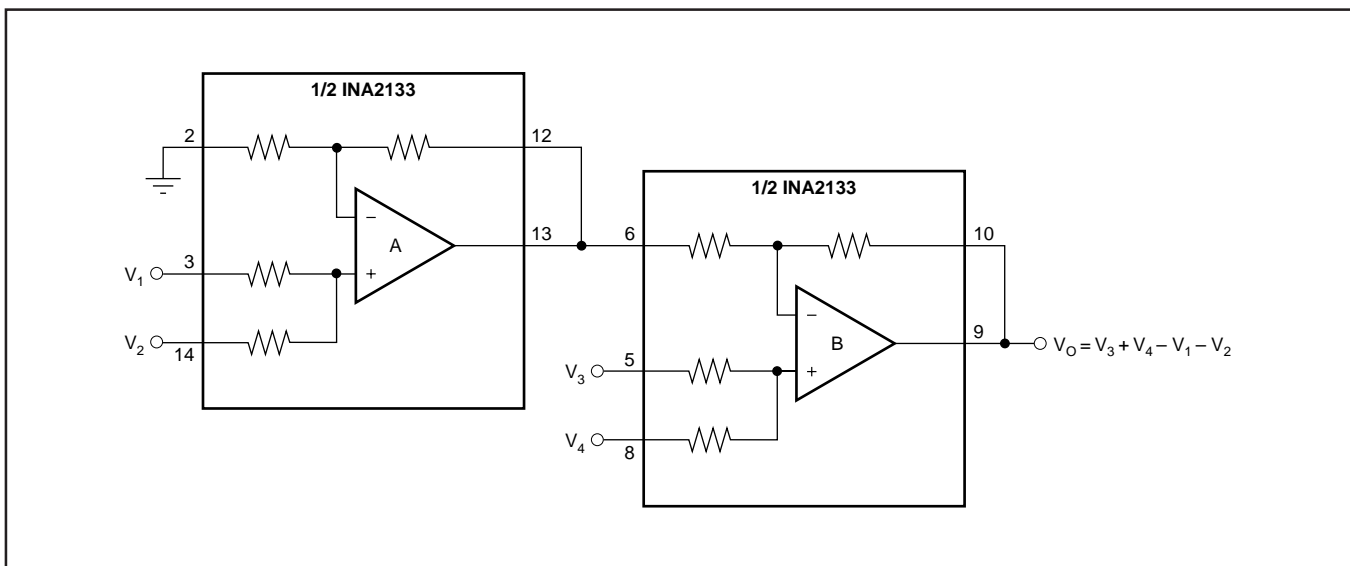 1/2 INA2133
2
12
A
–
+
13
3
V1
V2
14
1/2 INA2133
6
10
B
–
+
9
5
V3
V4
8
VO = V3 + V4 – V1 – V2